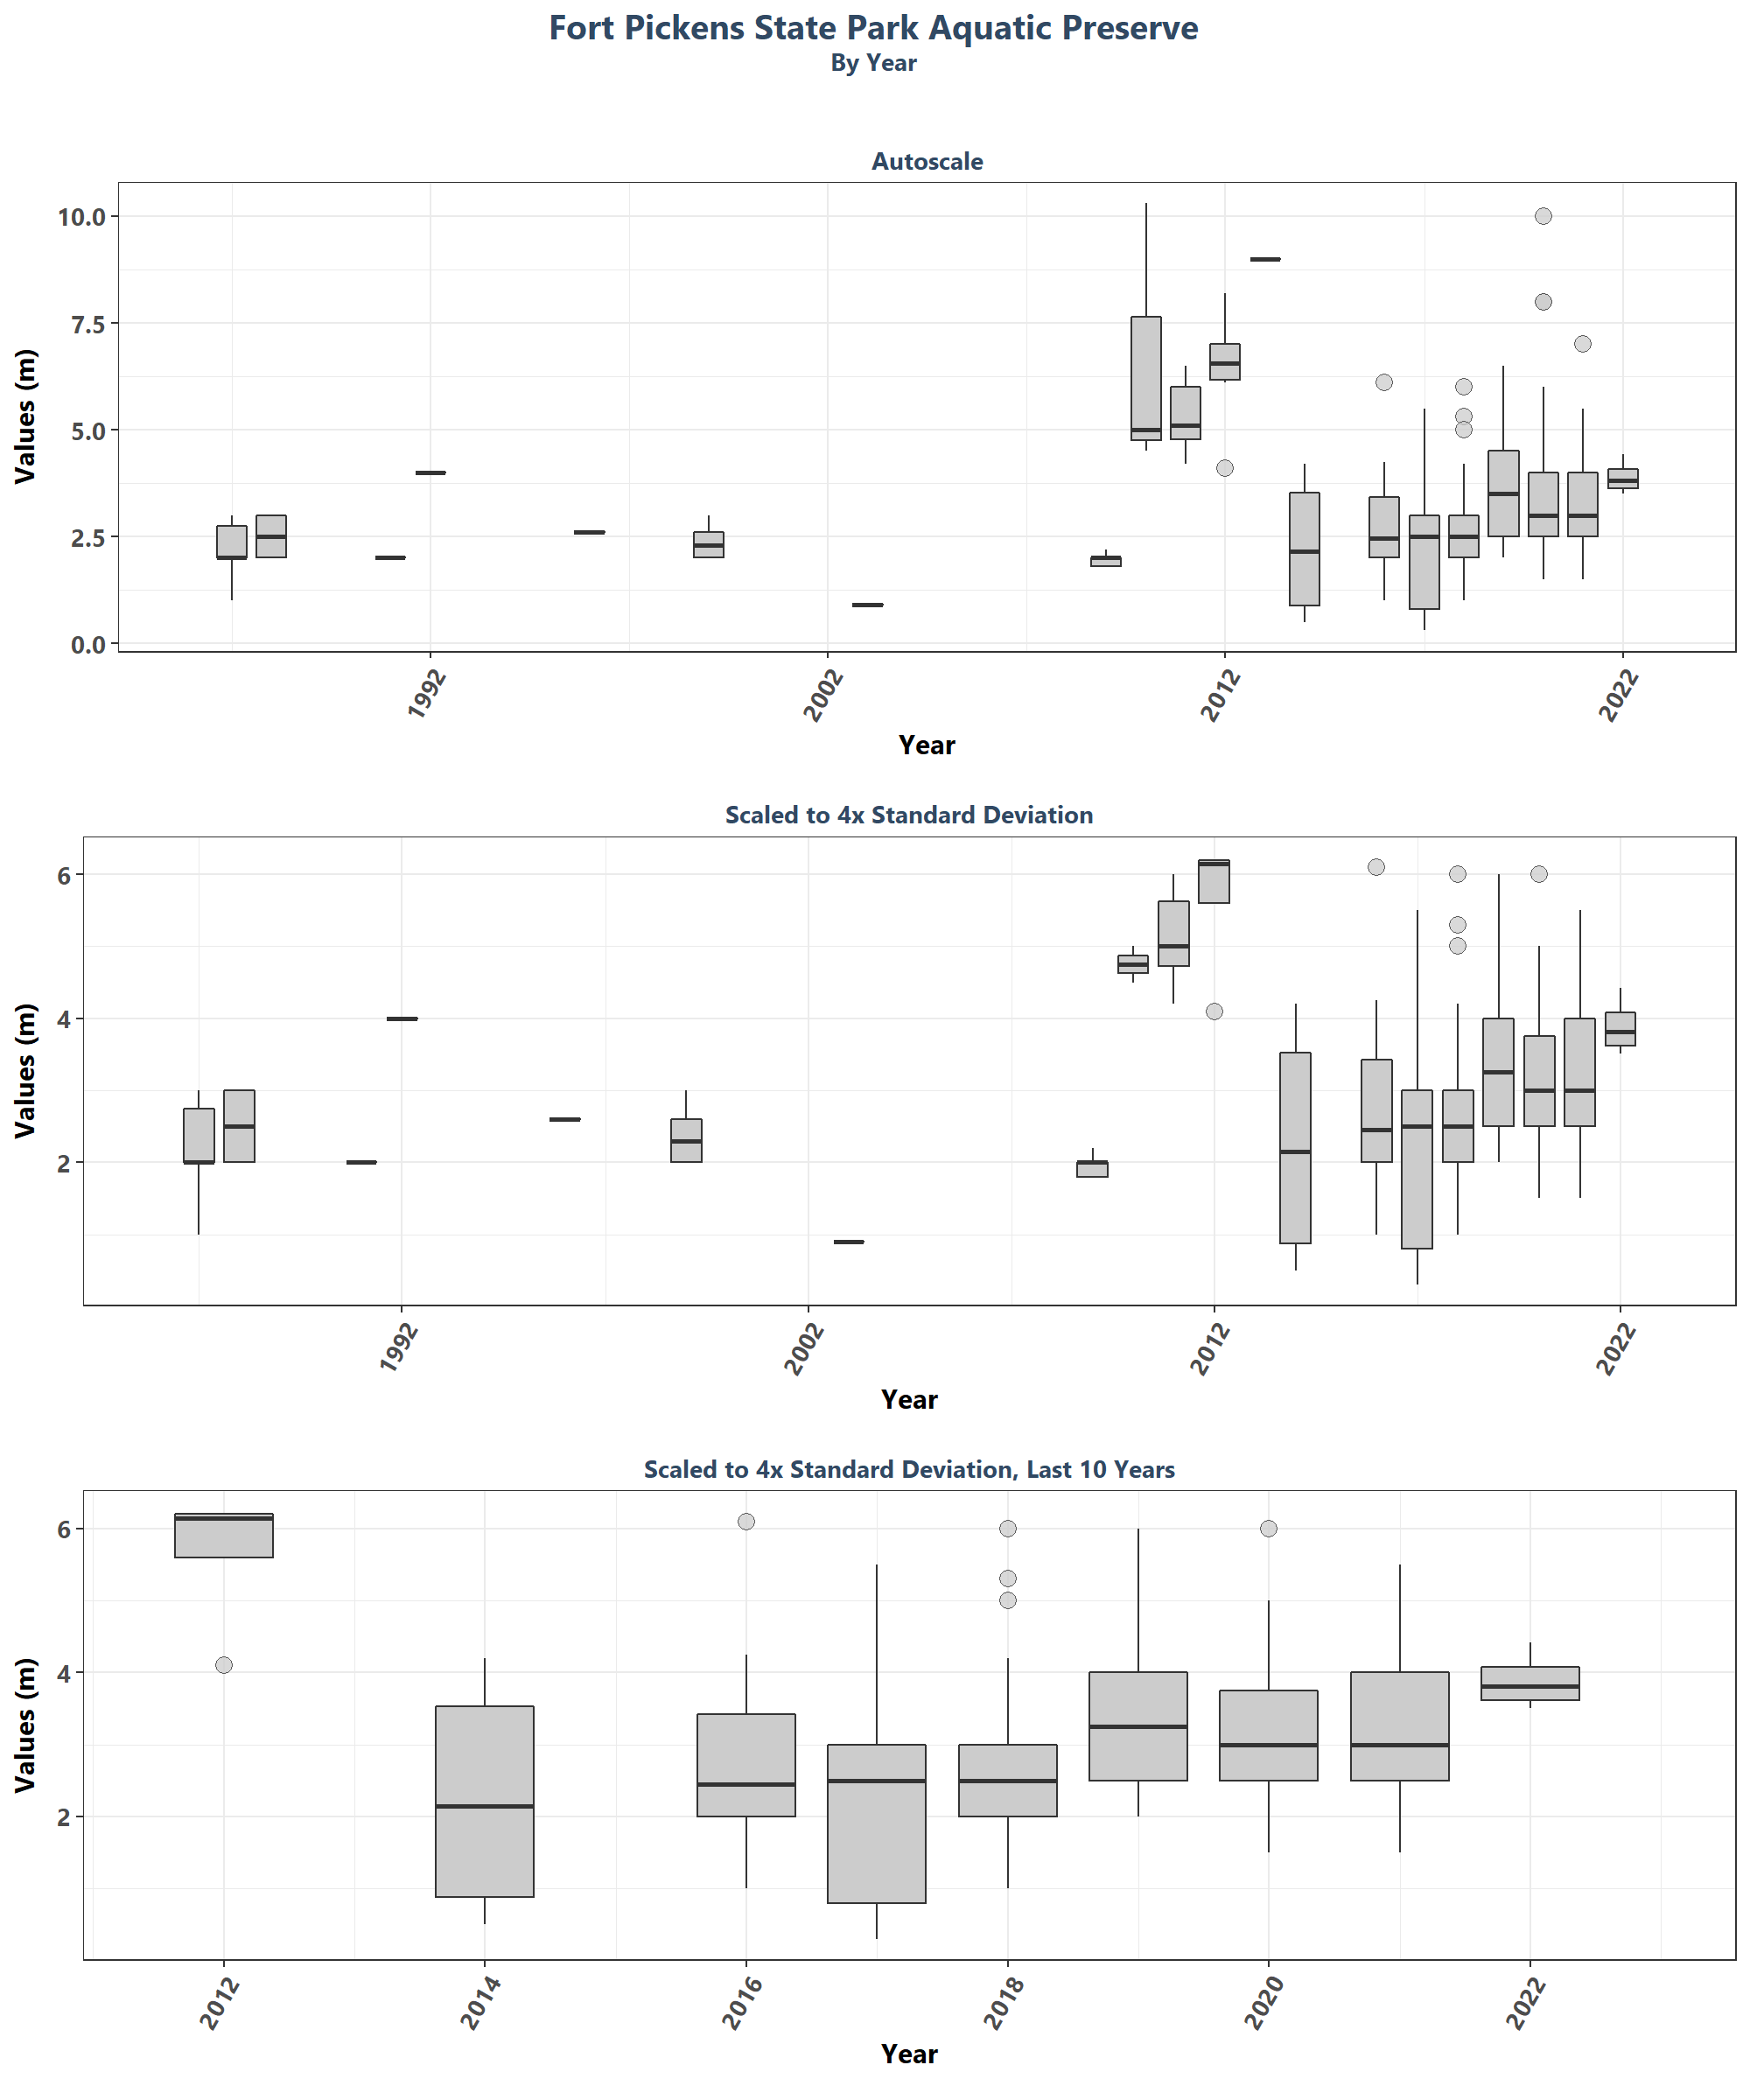 Fort Pickens State Park Aquatic Preserve
By Year
Autoscale
Values (m)
10.0
7.5
5.0
2.5
0.0
1992
2002
2012
2022
Year
Scaled to 4x Standard Deviation
Values (m)
6
4
2
1992
2002
2012
2022
Year
Scaled to 4x Standard Deviation, Last 10 Years
Values (m)
6
4
2
2012
2014
2016
2018
2020
2022
Year